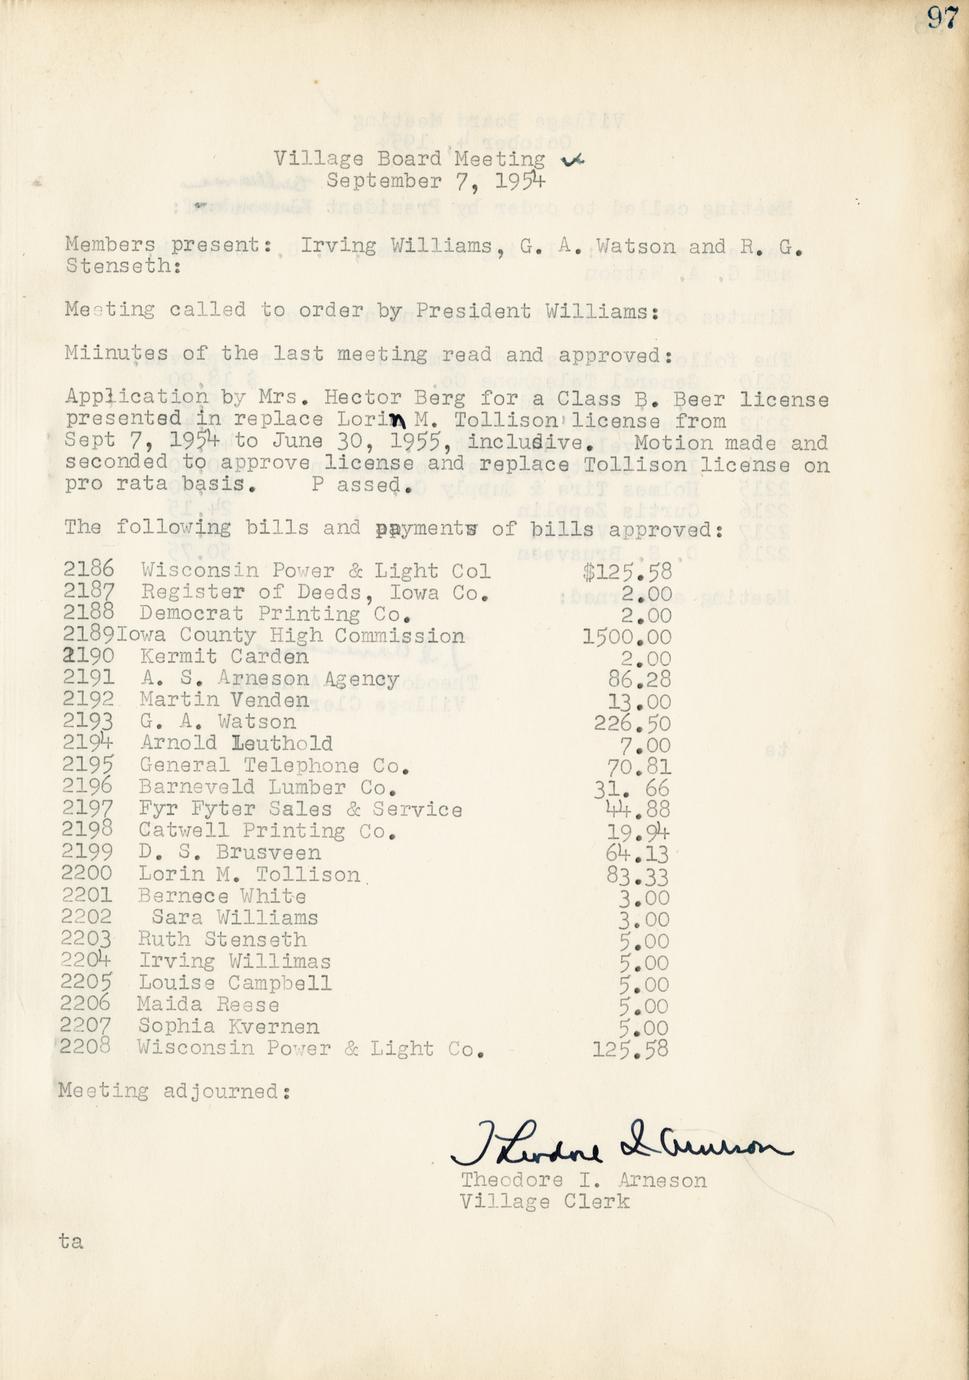 97
Village Board Meeting
September 7, 1954
Members present: Irving Williams, G. A. Watson and R. G.
Stenseth:
Meeting called to order by President Williams:
Miinutes of the last meeting read and approved:
Application by Mrs. Hector Berg for a Class B. Beer license
presented in replace Lorin M. Tollison license from
Sept 7, 1954 to June 30, 1955, includive. Motion made and
seconded to approve license and replace Tollison license on
pro rata basis. P assed.
The following bills and payments of bills approved:
2186 Wisconsin Power & Light Col $125.58
2187 Register of Deeds, Iowa Co. 2.00
2188 Democrat Printing Co. 2.00
2189Iowa County High Commission 1500.00
2190 Kermit Carden 2.00
2191 A. S. Arneson Agency 86.28
2192 Martin Venden 13.00
2193 G. A. Watson 226.50
2194 Arnold Leuthold 7.00
2195 General Telephone Co. 70.81
2196 Barneveld Lumber Co. 31. 66
2197 Fyr Fyter Sales & Service 44.88
2198 Catwell Printing Co. 19.94
2199 D. S. Brusveen 64.13
2200 Lorin M. Tollison 83.33
2201 Bernece White 3.00
2202 Sara Williams 3.00
2203 Ruth Stenseth 5.00
2204 Irving Willimas 5.00
2205 Louise Campbell 5.00
2206 Maida Reese 5.00
2207 Sophia Kvernen 5.00
2208 Wisconsin Power & Light Co. 125.58
Meeting adjourned:
Theodore I. Arneson
Theodore I. Arneson
Village Clerk
ta